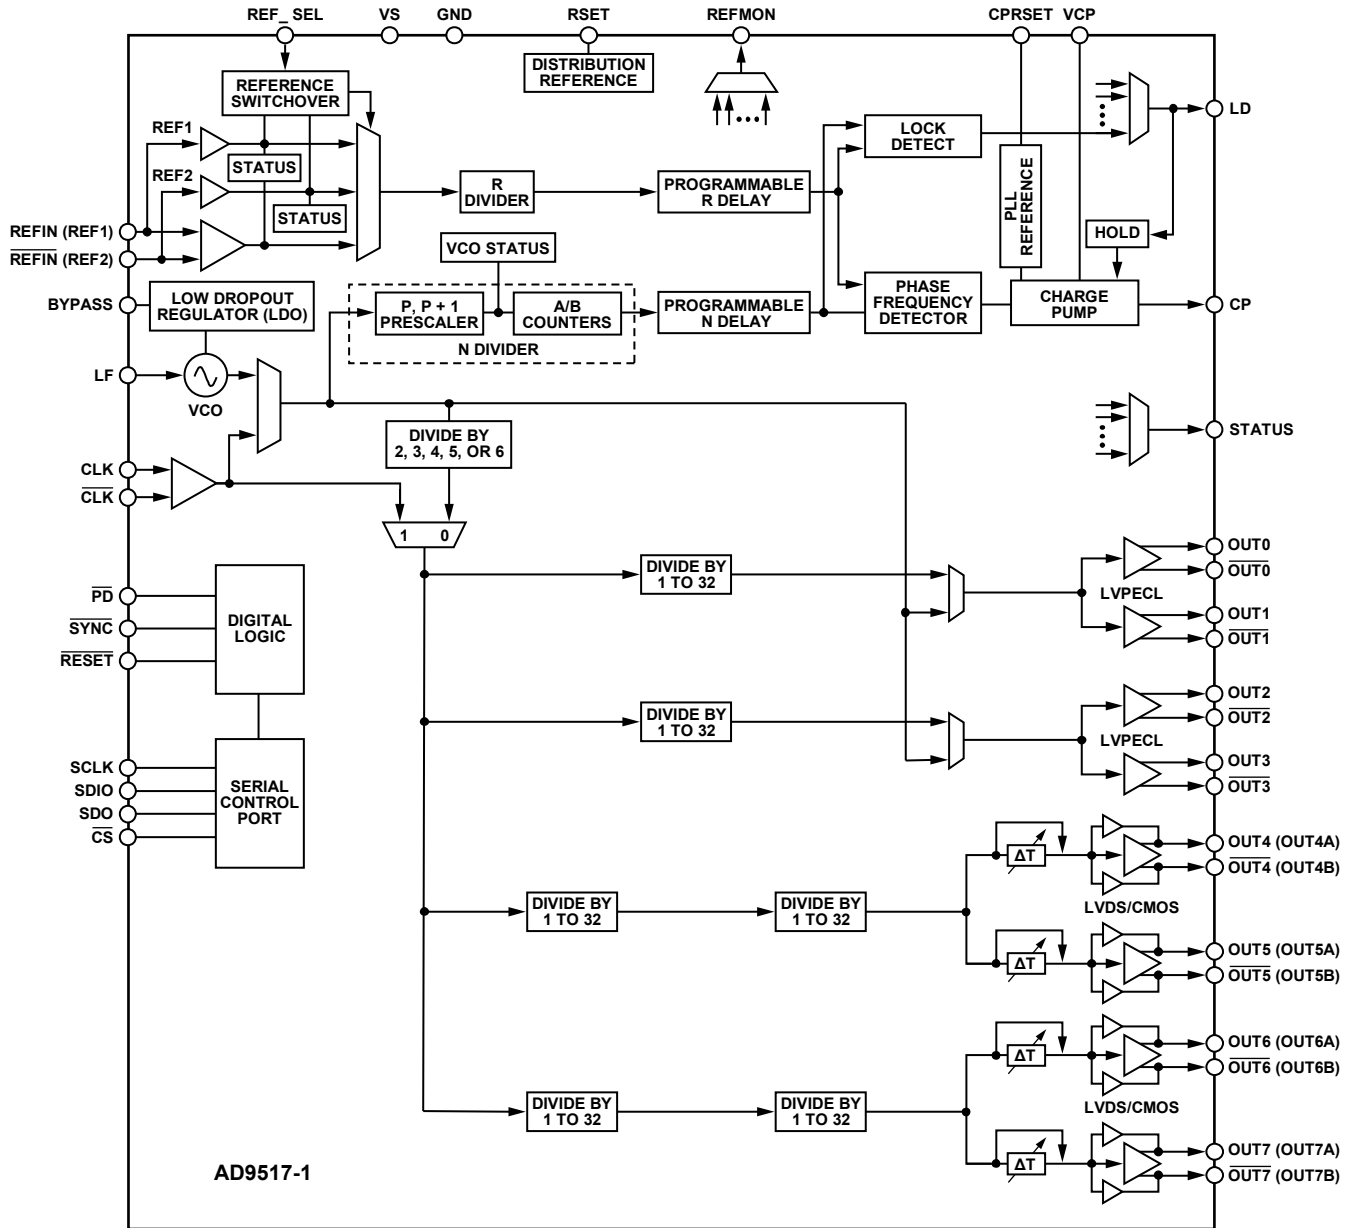 REF_ SEL
VS
GND
RSET
REFMON
CPRSET
VCP
DISTRIBUTION
REFERENCE
REFERENCE
SWITCHOVER
REF1
STATUS
REF2
STATUS
REFIN (REF1)
REFIN (REF2)
BYPASS
LOW DROPOUT
REGULATOR (LDO)
LF
VCO
CLK
CLK
R
DIVIDER
PROGRAMMABLE
R DELAY
VCO STATUS
P, P + 1
PRESCALER
A/B
COUNTERS
N DIVIDER
PROGRAMMABLE
N DELAY
LOCK
DETECT
PLL
REFERENCE
HOLD
PHASE
FREQUENCY
DETECTOR
CHARGE
PUMP
LD
CP
STATUS
DIVIDE BY
2, 3, 4, 5, OR 6
1 0
PD
SYNC
RESET
DIGITAL
LOGIC
SCLK
SDIO
SDO
CS
SERIAL
CONTROL
PORT
DIVIDE BY
1 TO 32
LVPECL
OUT0
OUT0
OUT1
OUT1
DIVIDE BY
1 TO 32
LVPECL
OUT2
OUT2
OUT3
OUT3
DIVIDE BY
1 TO 32
DIVIDE BY
1 TO 32
ΔT
ΔT
LVDS/CMOS
OUT4 (OUT4A)
OUT4 (OUT4B)
OUT5 (OUT5A)
OUT5 (OUT5B)
DIVIDE BY
1 TO 32
DIVIDE BY
1 TO 32
ΔT
ΔT
LVDS/CMOS
OUT6 (OUT6A)
OUT6 (OUT6B)
OUT7 (OUT7A)
OUT7 (OUT7B)
AD9517-1